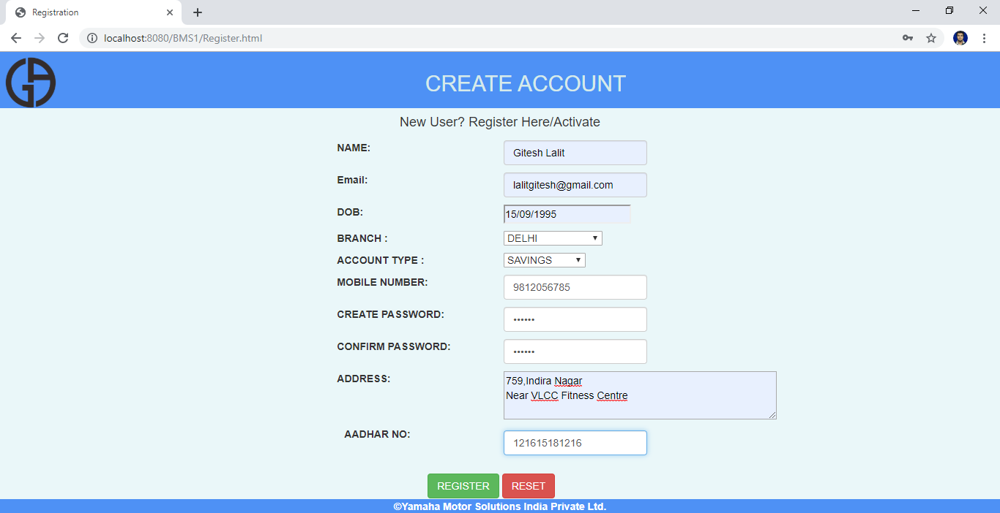 Registration
localhost:8080/BMS1/Register.html
CREATE ACCOUNT
New User? Register Here/Activate
NAME: Gitesh Lalit
Email: lalitgitesh@gmail.com
DOB: 15/09/1995
BRANCH : DELHI
ACCOUNT TYPE : SAVINGS
MOBILE NUMBER: 9812056785
CREATE PASSWORD: ••••••
CONFIRM PASSWORD: ••••••
ADDRESS: 759,Indira Nagar
Near VLCC Fitness Centre
AADHAR NO: 121615181216
REGISTER RESET
©Yamaha Motor Solutions India Private Ltd.